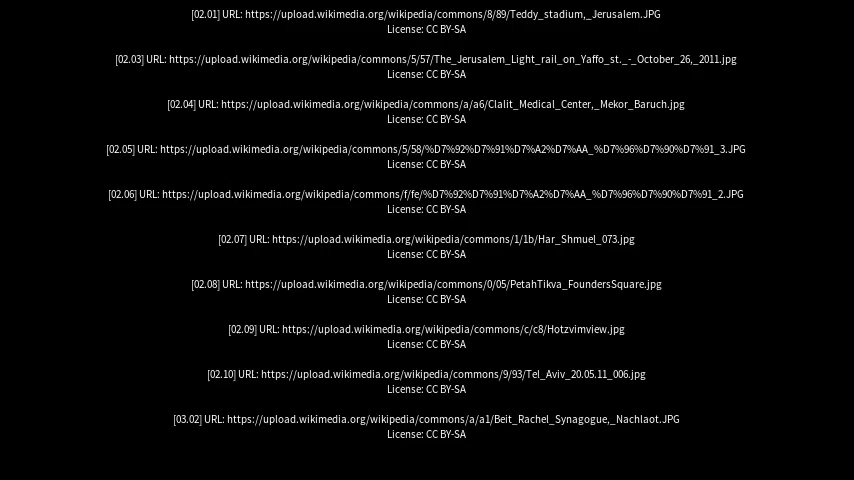 [02.01] URL: https://upload.wikimedia.org/wikipedia/commons/8/89/Teddy_stadium,_Jerusalem.JPG
License: CC BY-SA
[02.03] URL: https://upload.wikimedia.org/wikipedia/commons/5/57/The_Jerusalem_Light_rail_on_Yaffo_st._-_October_26,_2011.jpg
License: CC BY-SA
[02.04] URL: https://upload.wikimedia.org/wikipedia/commons/a/a6/Clalit_Medical_Center,_Mekor_Baruch.jpg
License: CC BY-SA
[02.05] URL: https://upload.wikimedia.org/wikipedia/commons/5/58/%D7%92%D7%91%D7%A2%D7%AA_%D7%96%D7%90%D7%91_3.JPG
License: CC BY-SA
[02.06] URL: https://upload.wikimedia.org/wikipedia/commons/f/fe/%D7%92%D7%91%D7%A2%D7%AA_%D7%96%D7%90%D7%91_2.JPG
License: CC BY-SA
[02.07] URL: https://upload.wikimedia.org/wikipedia/commons/1/1b/Har_Shmuel_073.jpg
License: CC BY-SA
[02.08] URL: https://upload.wikimedia.org/wikipedia/commons/0/05/PetahTikva_FoundersSquare.jpg
License: CC BY-SA
[02.09] URL: https://upload.wikimedia.org/wikipedia/commons/c/c8/Hotzvimview.jpg
License: CC BY-SA
[02.10] URL: https://upload.wikimedia.org/wikipedia/commons/9/93/Tel_Aviv_20.05.11_006.jpg
License: CC BY-SA
[03.02] URL: https://upload.wikimedia.org/wikipedia/commons/a/a1/Beit_Rachel_Synagogue,_Nachlaot.JPG
License: CC BY-SA